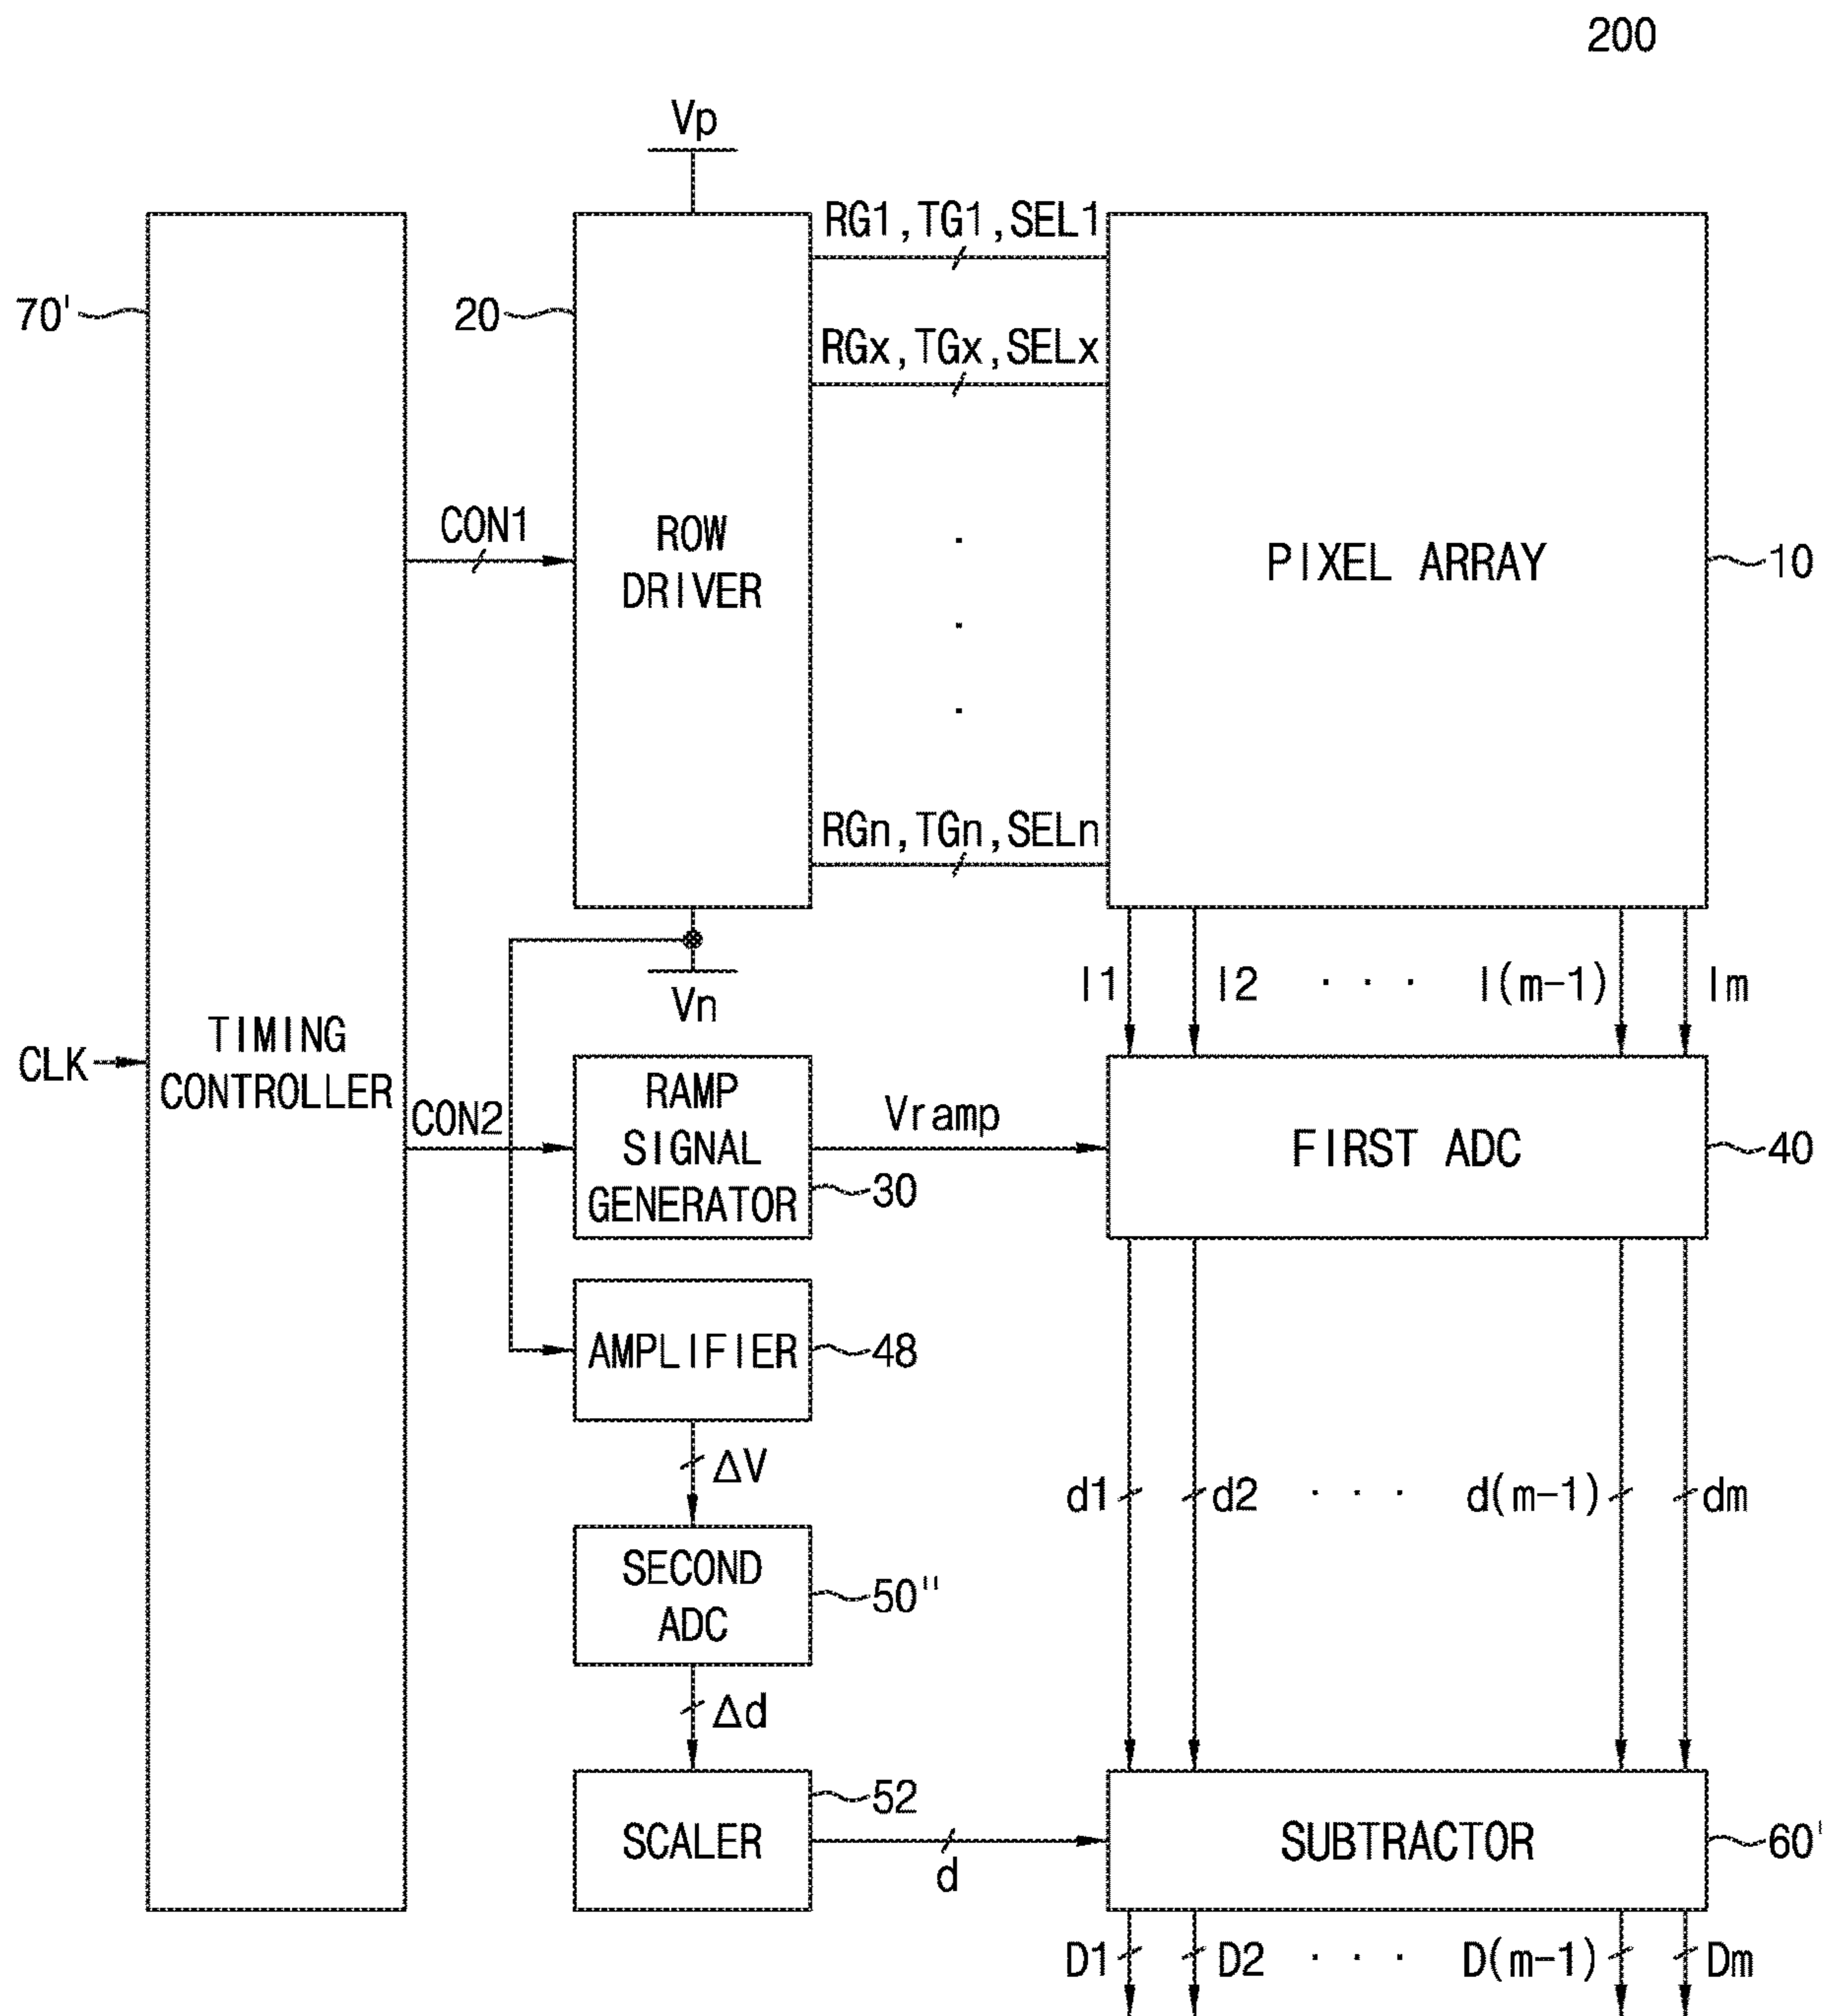 200
Vp
RG1,TG1,SEL1
70'
20
RGx,TGx,SELx
CON1
ROW
DRIVER
PIXEL ARRAY
10
RGn,TGn,SELn
Vn
I1
I2
. . .
I(m-1)
Im
CLK
TIMING
CONTROLLER
CON2
RAMP
SIGNAL
GENERATOR
30
Vramp
FIRST ADC
40
AMPLIFIER
48
ΔV
d1
d2
. . .
d(m-1)
dm
SECOND
ADC
50"
Δd
SCALER
52
d
SUBTRACTOR
60'
D1
D2
. . .
D(m-1)
Dm